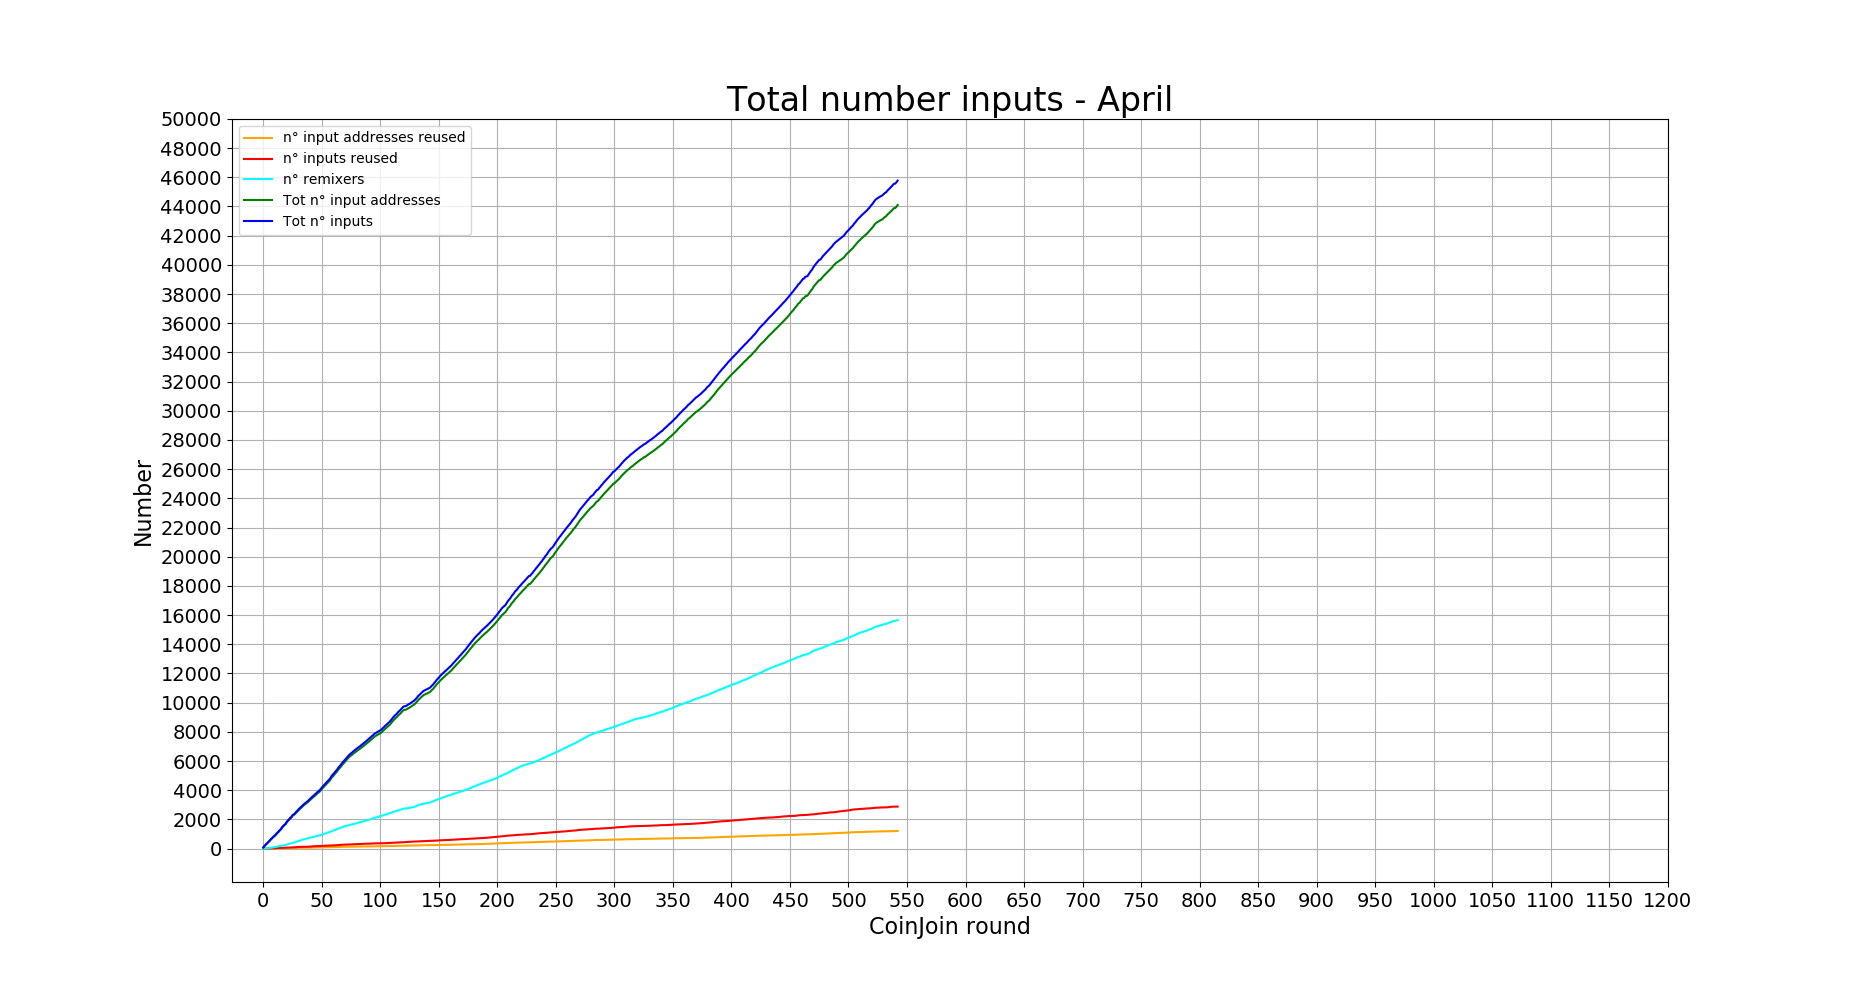 Total number inputs - April
50000
48000
46000
44000
42000
40000
38000
36000
34000
32000
30000
28000
26000
24000
22000
20000
18000
16000
14000
12000
10000
8000
6000
4000
2000
0
n° input addresses reused
n° inputs reused
n° remixers
Tot n° input addresses
Tot n° inputs
Number
0 50 100 150 200 250 300 350 400 450 500 550 600 650 700 750 800 850 900 950 1000 1050 1100 1150 1200
CoinJoin round